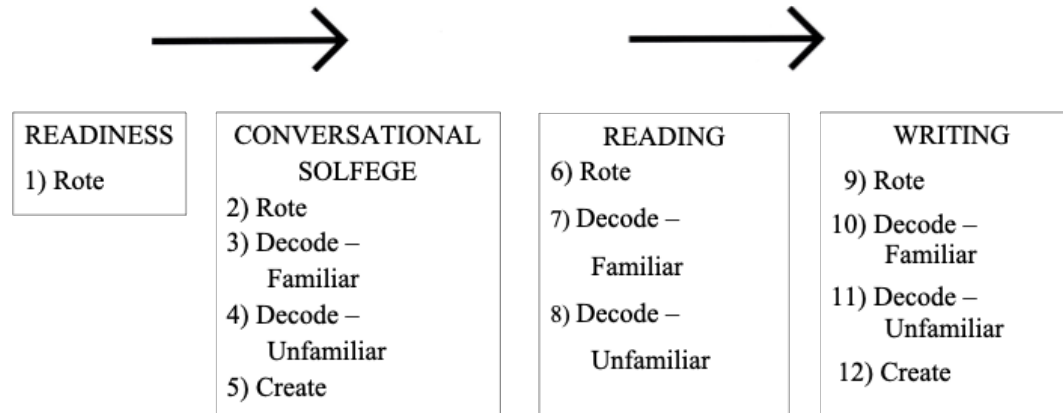 READINESS
1) Rote
CONVERSATIONAL
SOLFEGE
2) Rote
3) Decode –
Familiar
4) Decode –
Unfamiliar
5) Create
READING
6) Rote
7) Decode –
Familiar
8) Decode –
Unfamiliar
WRITING
9) Rote
10) Decode –
Familiar
11) Decode –
Unfamiliar
12) Create